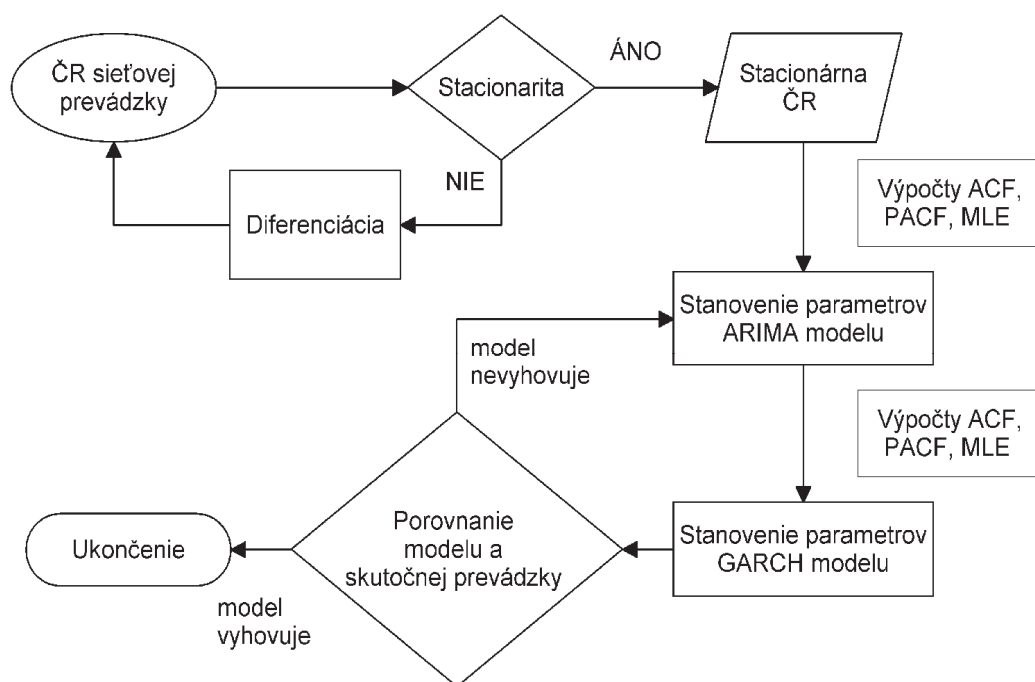 ČR sieťovej
prevádzky
Stacionarita
ÁNO
Stacionárna
ČR
NIE
Diferenciácia
Výpočty ACF,
PACF, MLE
Stanovenie parametrov
ARIMA modelu
model
nevyhovuje
Výpočty ACF,
PACF, MLE
Stanovenie parametrov
GARCH modelu
Porovnanie
modelu a
skutočnej prevádzky
Ukončenie
model
vyhovuje